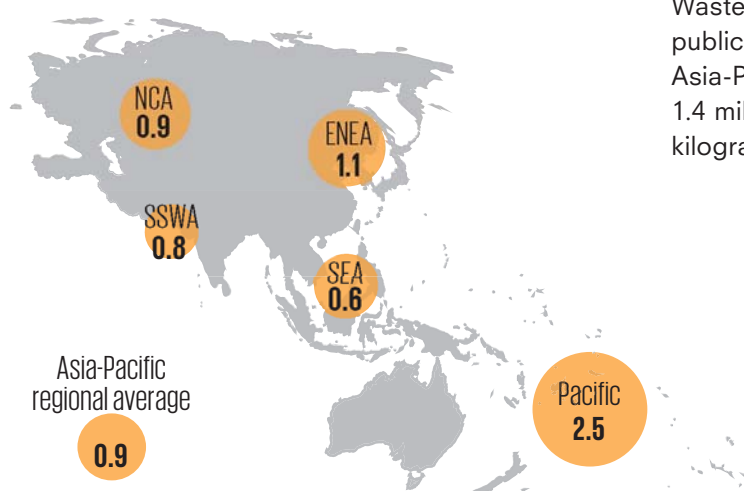 Waste
public
Asia-P
1.4 mil
kilogra
NCA
0.9
ENEA
1.1
SSWA
0.8
SEA
0.6
Asia-Pacific
regional average
0.9
Pacific
2.5